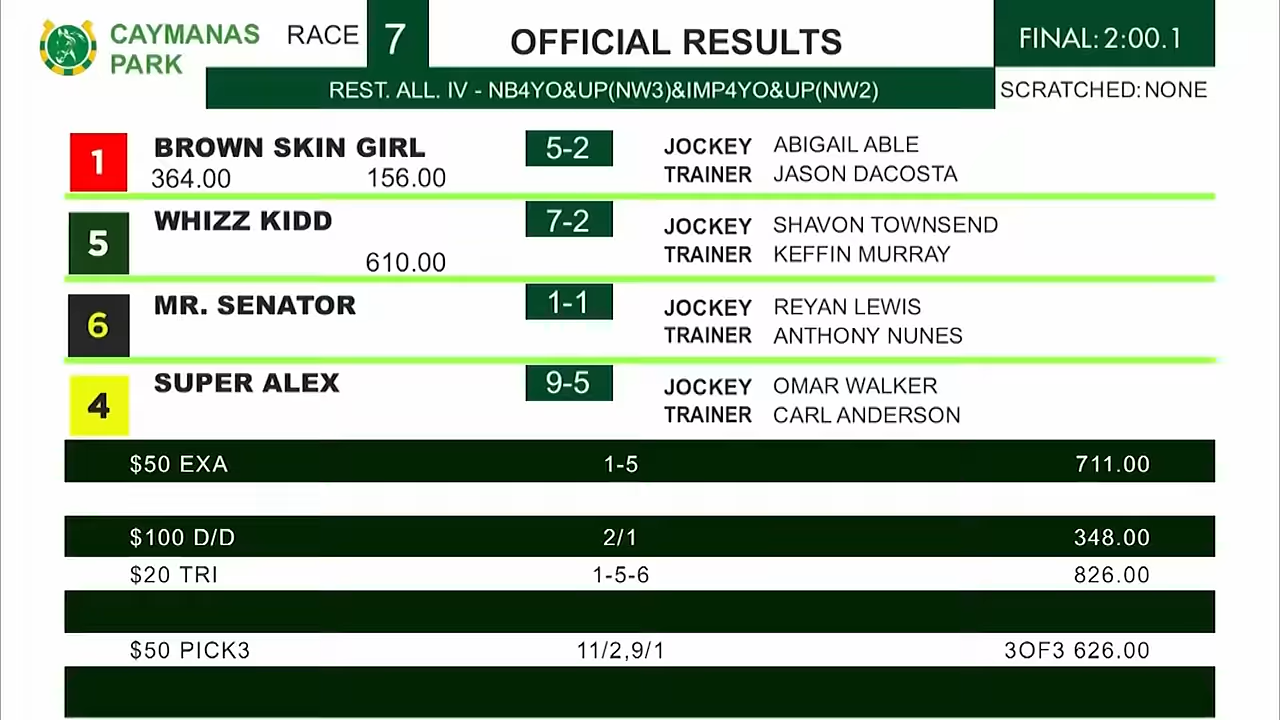 CAYMANAS PARK
RACE 7
OFFICIAL RESULTS
FINAL: 2:00.1
REST. ALL. IV - NB4YO&UP(NW3)&IMP4YO&UP(NW2)
SCRATCHED: NONE
1 BROWN SKIN GIRL 5-2 JOCKEY ABIGAIL ABLE
364.00 156.00 TRAINER JASON DACOSTA
5 WHIZZ KIDD 7-2 JOCKEY SHAVON TOWNSEND
610.00 TRAINER KEFFIN MURRAY
6 MR. SENATOR 1-1 JOCKEY REYAN LEWIS
TRAINER ANTHONY NUNES
4 SUPER ALEX 9-5 JOCKEY OMAR WALKER
TRAINER CARL ANDERSON
$50 EXA 1-5 711.00
$100 D/D 2/1 348.00
$20 TRI 1-5-6 826.00
$50 PICK3 11/2,9/1 3OF3 626.00